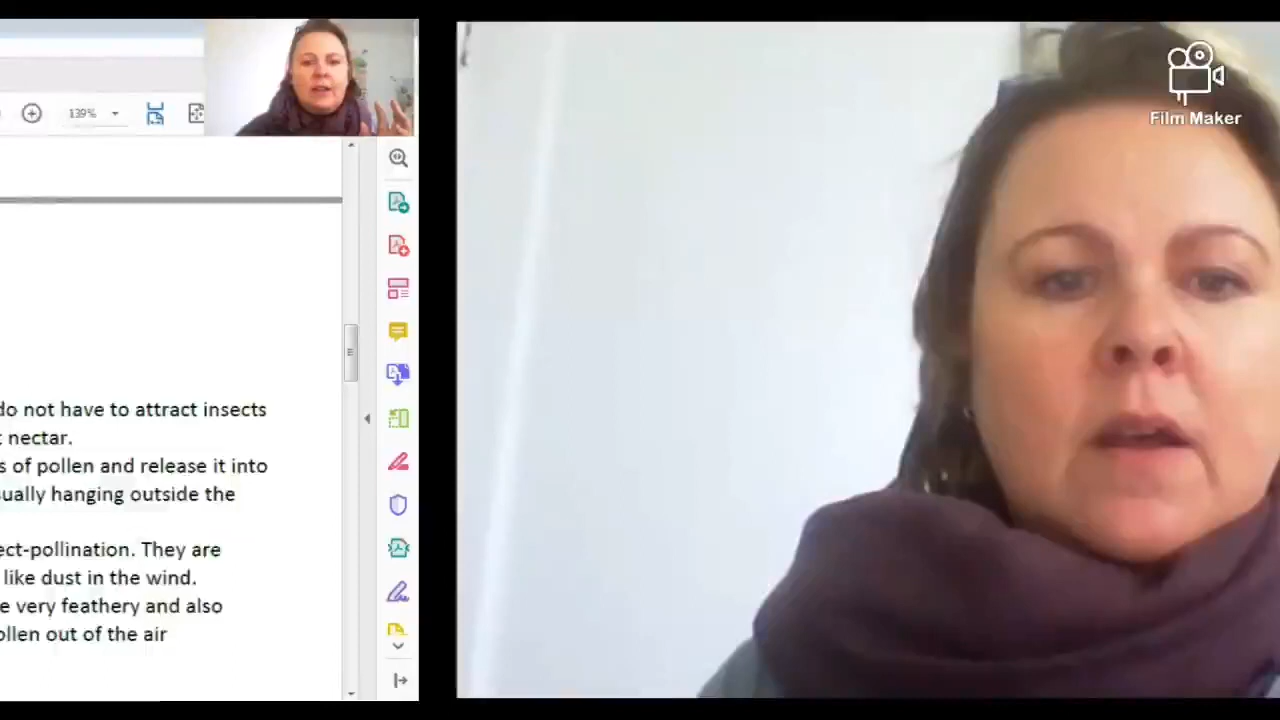 139%
do not have to attract insects
nectar.
s of pollen and release it into
sually hanging outside the
ect-pollination. They are
like dust in the wind.
e very feathery and also
ollen out of the air
Film Maker